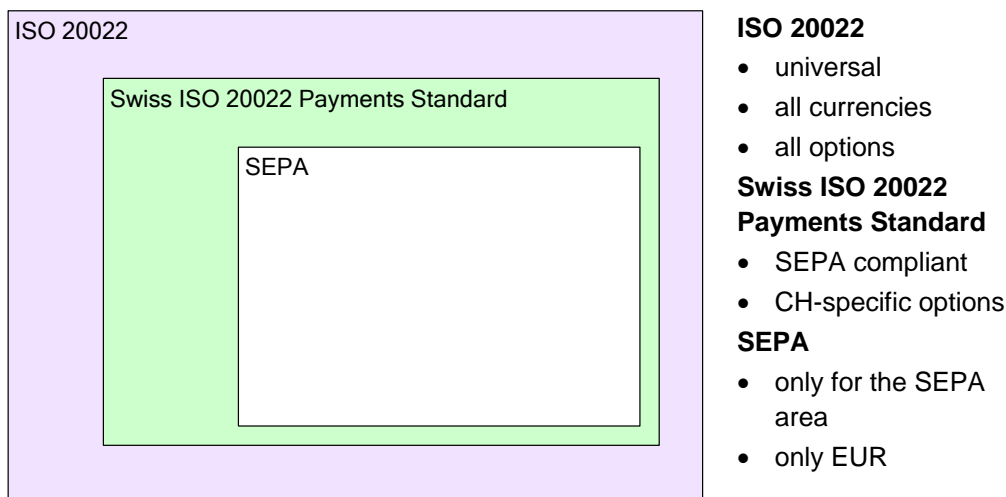 ISO 20022
Swiss ISO 20022 Payments Standard
SEPA
ISO 20022
• universal
• all currencies
• all options
Swiss ISO 20022
Payments Standard
• SEPA compliant
• CH-specific options
SEPA
• only for the SEPA
area
• only EUR